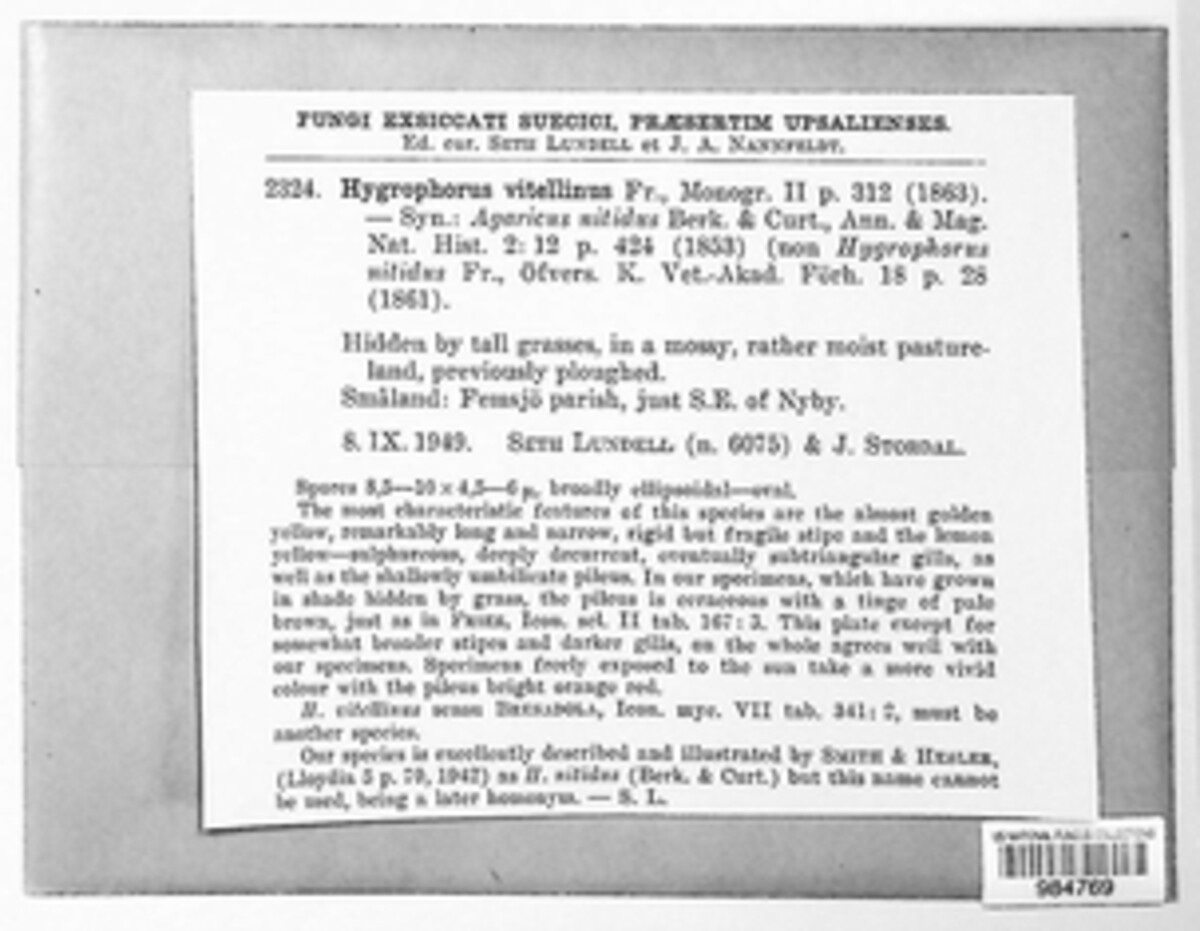 FUNGI EXSICCATI SUECICI, PRÆSERTIM UPSALIENSES.
Ed. cur. SETH LUNDELL et J. A. NANNFELDT.
2324. Hygrophorus vitellinus Fr., Monogr. II p. 312 (1863).
— Syn.: Agaricus nitidus Berk. & Curt., Ann. & Mag.
Nat. Hist. 2: 12 p. 424 (1853) (non Hygrophorus
nitidus Fr., Öfvers. K. Vet.-Akad. Förh. 18 p. 28
(1861).
Hidden by tall grasses, in a mossy, rather moist pasture-
land, previously ploughed.
Småland: Femsjö parish, just S.E. of Nyby.
8. IX. 1949. SETH LUNDELL (n. 6075) & J. STORDAL.
Spores 8,5—10 × 4,5—6 µ, broadly ellipsoidal—oval.
The most characteristic features of this species are the almost golden
yellow, remarkably long and narrow, rigid but fragile stipe and the lemon
yellow—sulphureous, deeply decurrent, eventually subtriangular gills, as
well as the shallowly umbilicate pileus. In our specimens, which have grown
in shade hidden by grass, the pileus is ceraceous with a tinge of pale
brown, just as in FRIES, Icon. sel. II tab. 167: 3. This plate except for
somewhat broader stipes and darker gills, on the whole agrees well with
our specimens. Specimens freely exposed to the sun take a more vivid
colour with the pileus bright orange red.
H. vitellinus sensu BRESADOLA, Icon. myc. VII tab. 341: 2, must be
another species.
Our species is excellently described and illustrated by SMITH & HESLER,
(Lloydia 5 p. 70, 1942) as H. nitidus (Berk. & Curt.) but this name cannot
be used, being a later homonym. — S. L.
US NATIONAL FUNGUS COLLECTIONS
984769